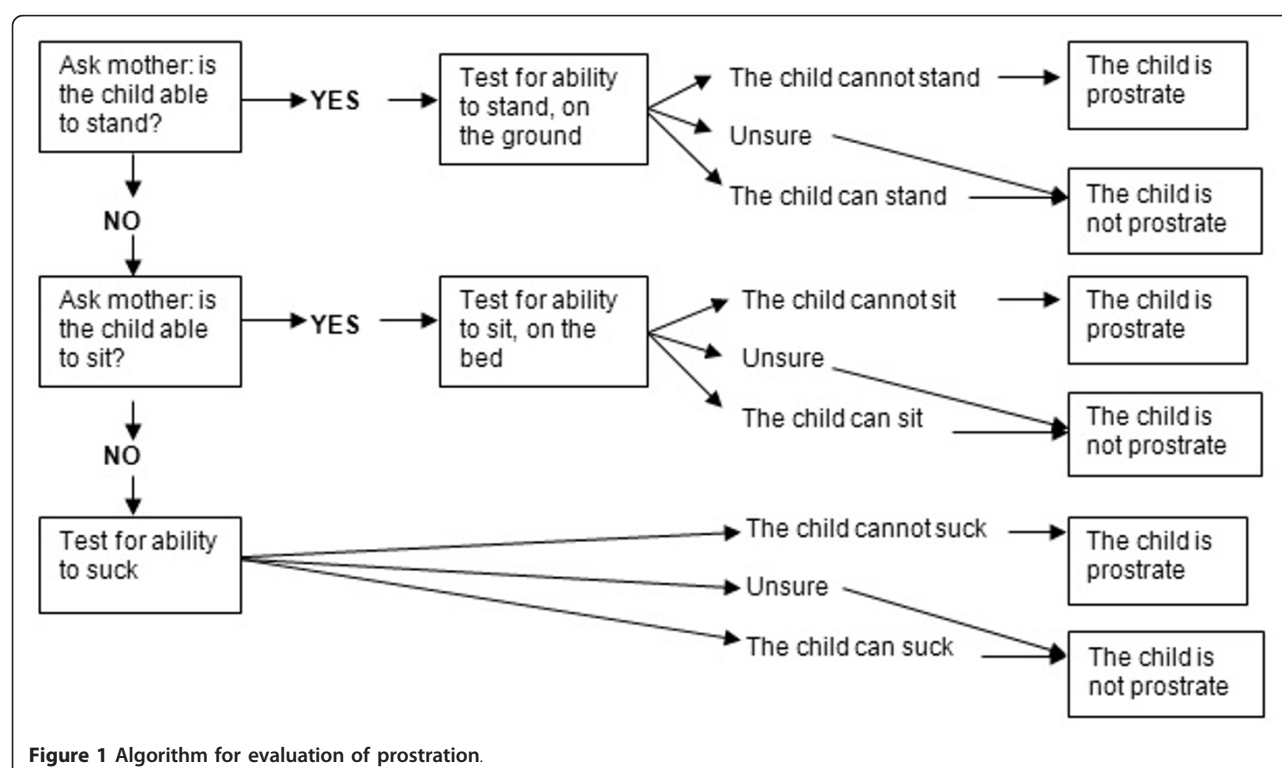 Ask mother: is
the child able
to stand?
YES
Test for ability
to stand, on
the ground
The child cannot stand
Unsure
The child can stand
The child is
prostrate
The child is
not prostrate
NO
Ask mother: is
the child able
to sit?
YES
Test for ability
to sit, on the
bed
The child cannot sit
Unsure
The child can sit
The child is
prostrate
The child is
not prostrate
NO
Test for ability
to suck
The child cannot suck
Unsure
The child can suck
The child is
prostrate
The child is
not prostrate
Figure 1 Algorithm for evaluation of prostration.